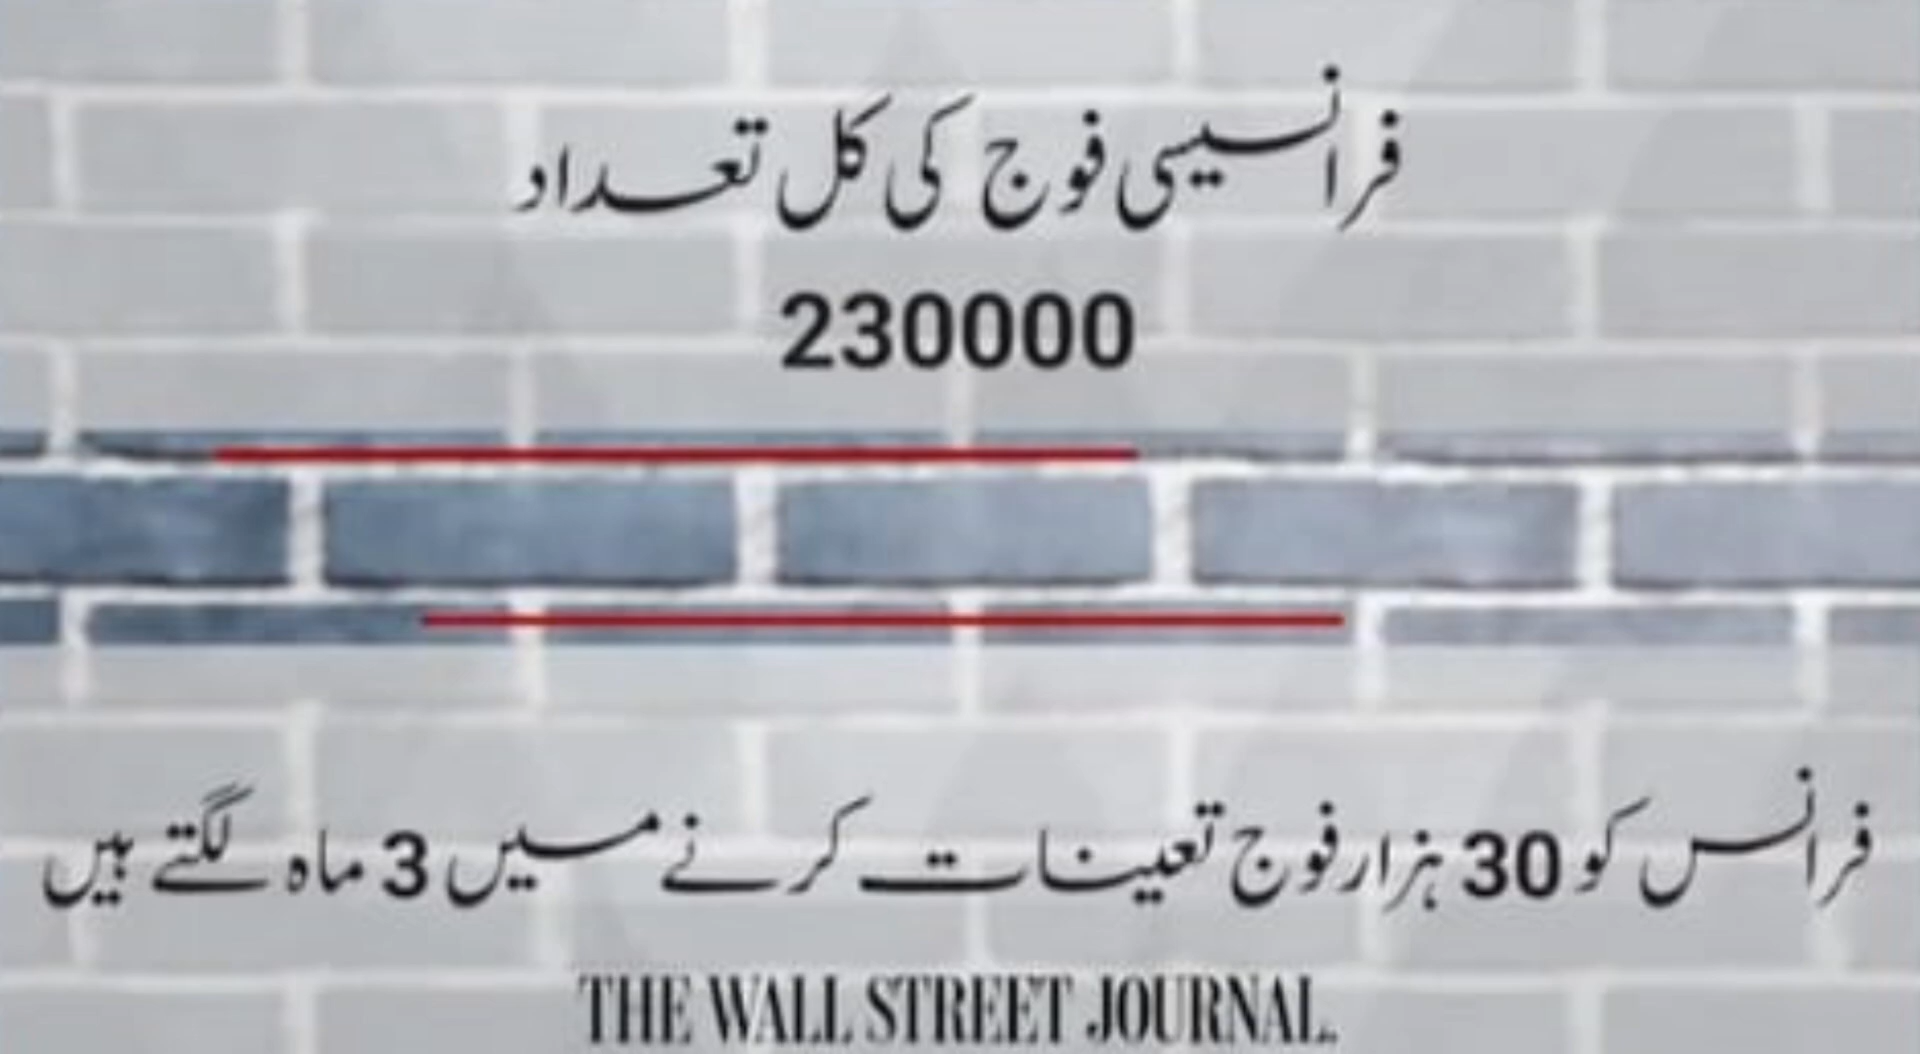 فرانسیسی فوج کی کل تعداد
230000
فرانس کو 30 ہزار فوج تعینات کرنے میں 3 ماہ لگتے ہیں
THE WALL STREET JOURNAL.